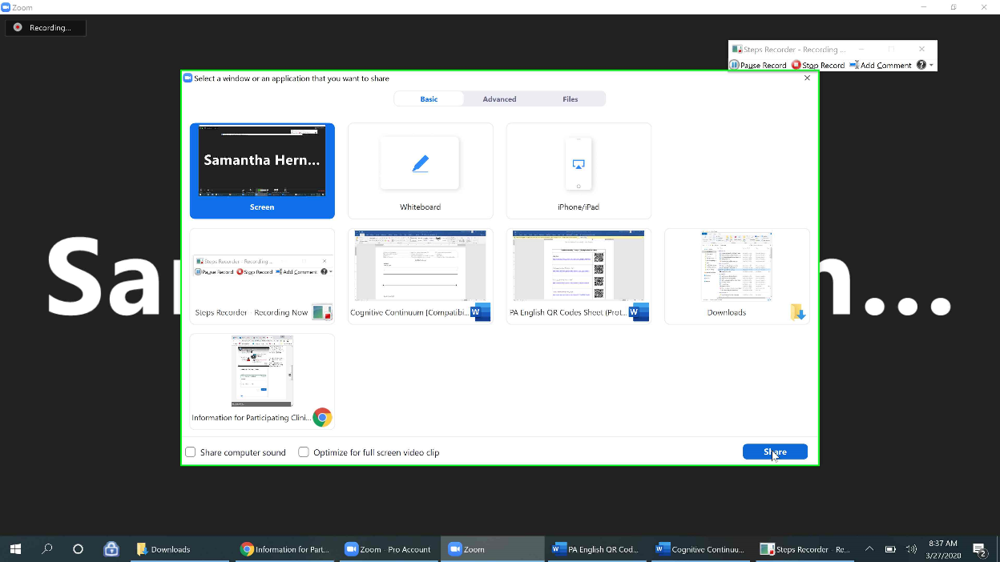 Zoom
Recording...
Steps Recorder - Recording ...
Pause Record Stop Record Add Comment
Select a window or an application that you want to share
Basic Advanced Files
Samantha Hern...
Screen
Whiteboard
iPhone/iPad
Steps Recorder - Recording ...
Pause Record Stop Record Add Comment
Steps Recorder - Recording Now
Cognitive Continuum [Compatibi...
PA English QR Codes Sheet (Prot...
Downloads
Information for Participating Clini...
Share computer sound
Optimize for full screen video clip
Share
Downloads
Information for Part...
Zoom - Pro Account
Zoom
PA English QR Cod...
Cognitive Continuu...
Steps Recorder - Re...
8:37 AM
3/27/2020
2